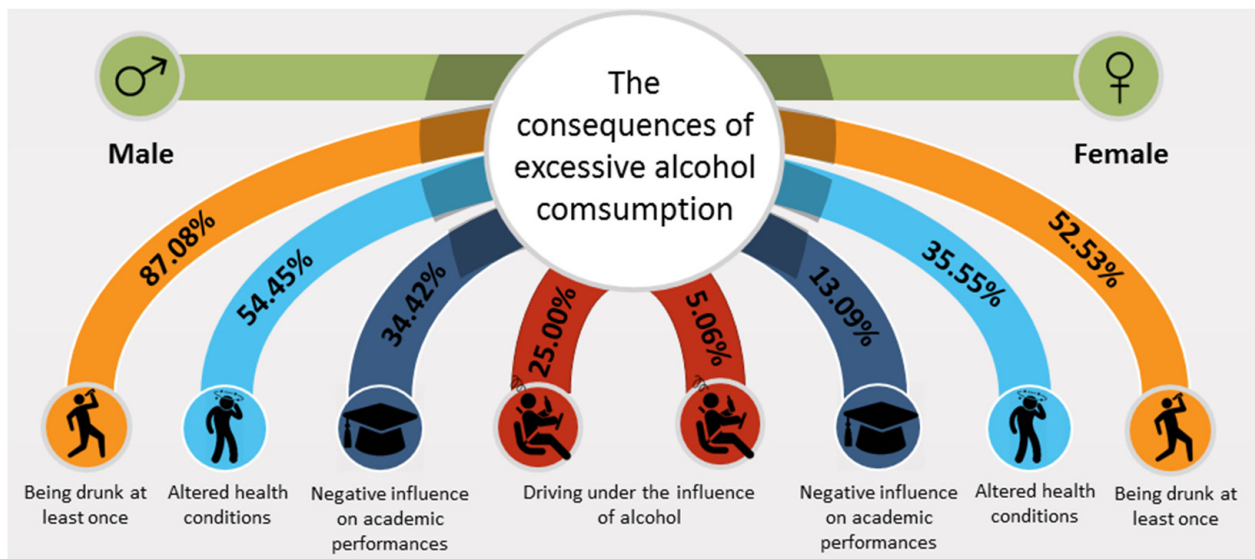 The
consequences of
excessive alcohol
comsumption
Male
Female
87.08%
54.45%
34.42%
25.00%
5.06%
13.09%
35.55%
52.53%
Being drunk at
least once
Altered health
conditions
Negative influence
on academic
performances
Driving under the influence
of alcohol
Negative influence
on academic
performances
Altered health
conditions
Being drunk at
least once